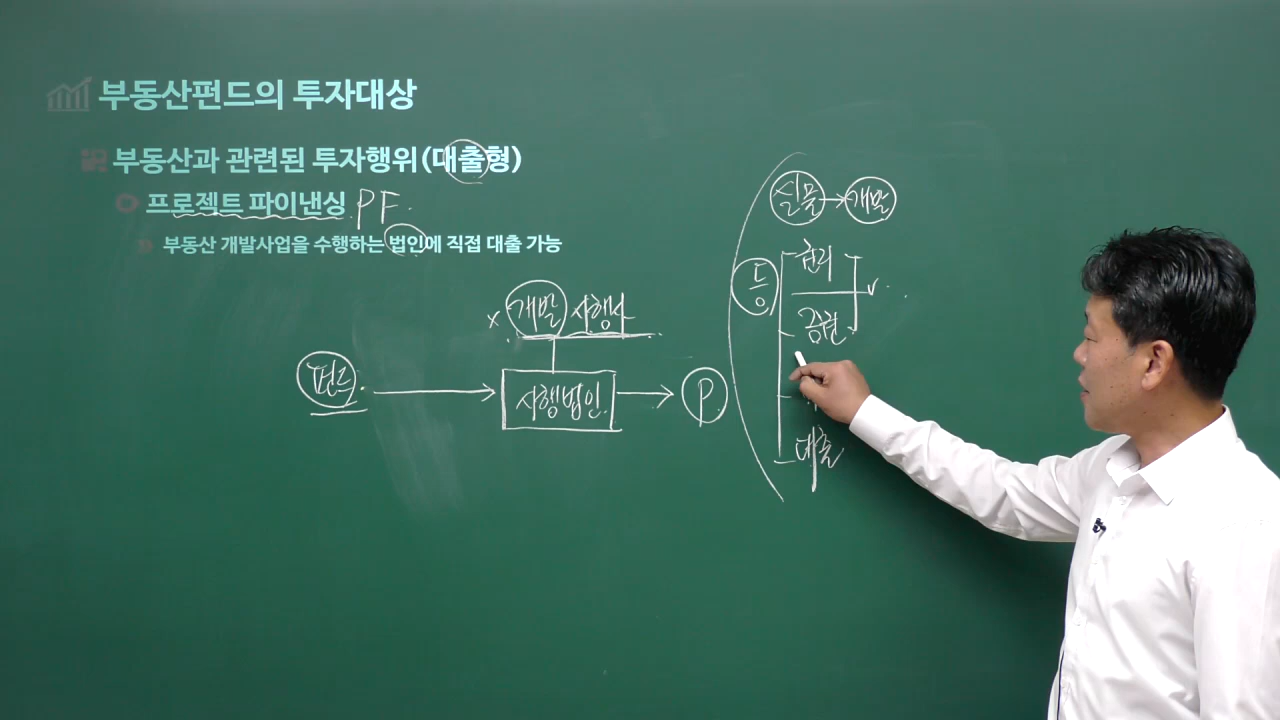 부동산펀드의 투자대상
부동산과 관련된 투자행위(대출형)
프로젝트 파이낸싱 PF.
부동산 개발사업을 수행하는 법인에 직접 대출 가능
× 개발 시행사
펀드
시행법인
P
실물 → 개발
등
권리
증권
대출